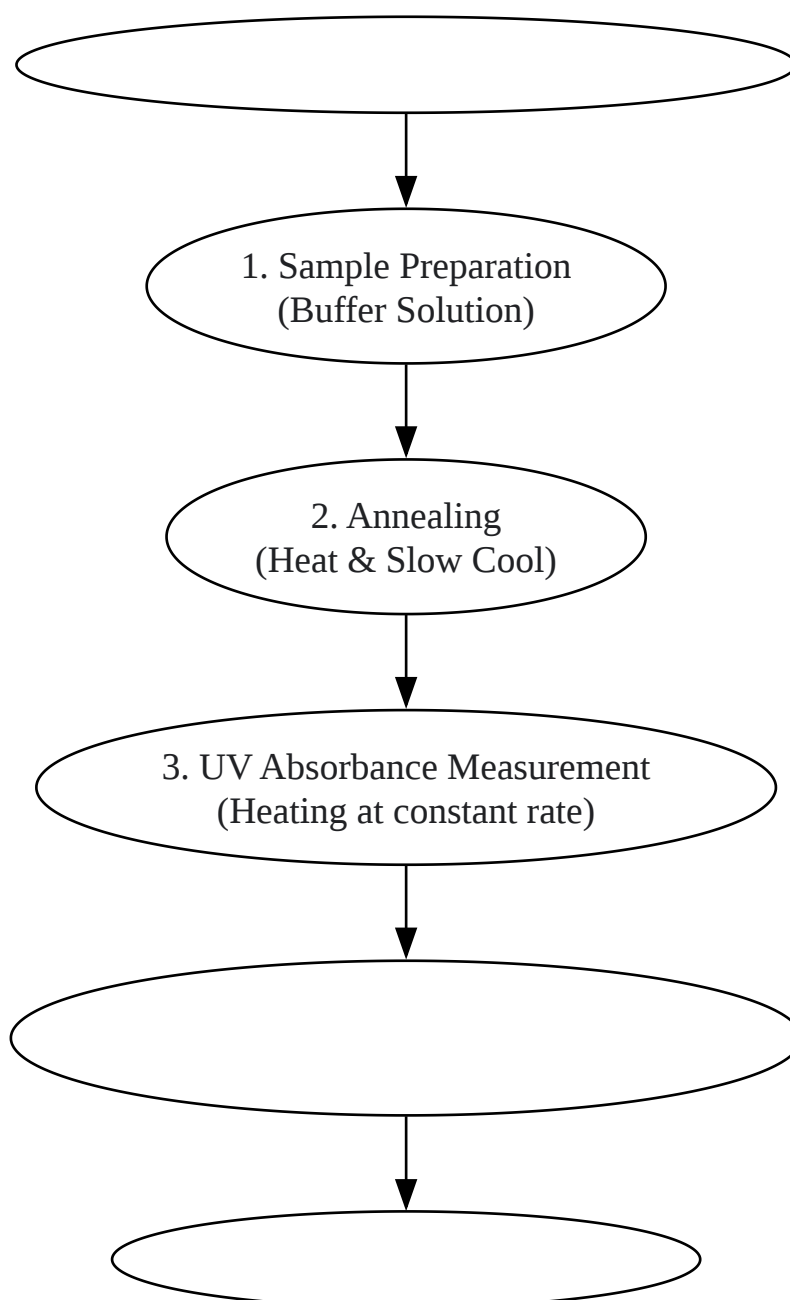 1. Sample Preparation
(Buffer Solution)
2. Annealing
(Heat & Slow Cool)
3. UV Absorbance Measurement
(Heating at constant rate)